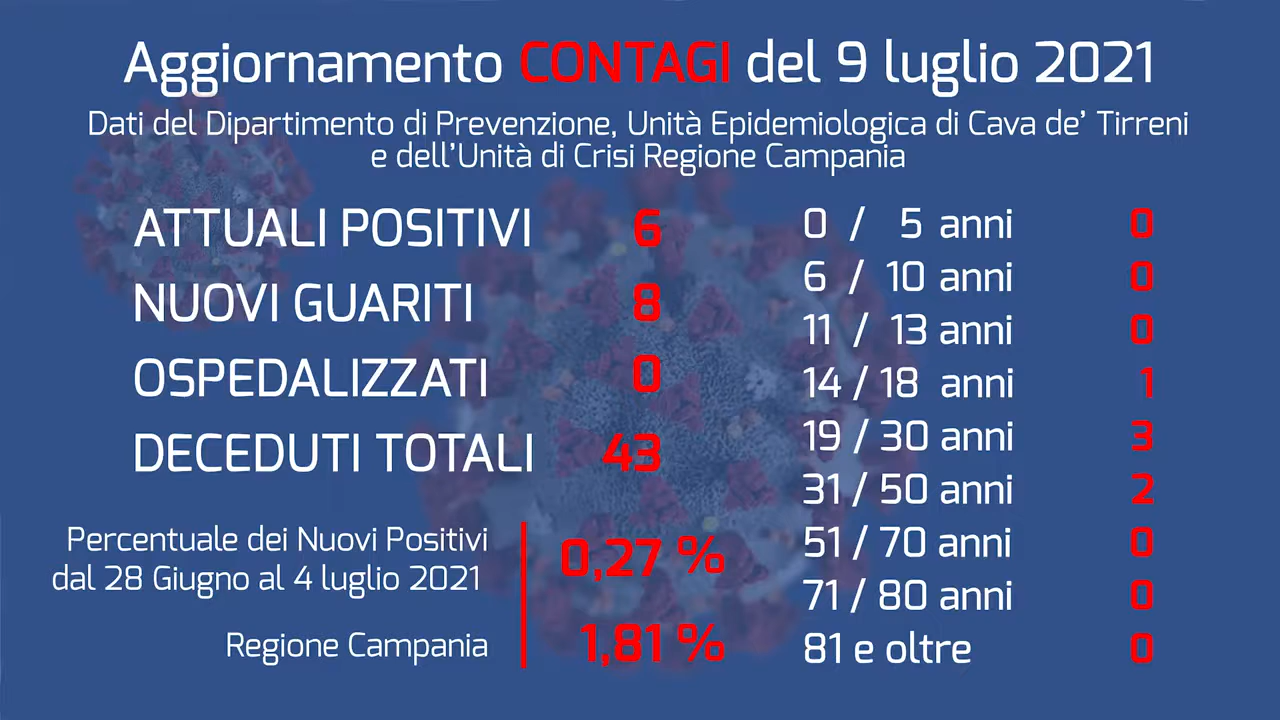 Aggiornamento CONTAGI del 9 luglio 2021
Dati del Dipartimento di Prevenzione, Unità Epidemiologica di Cava de’ Tirreni
e dell’Unità di Crisi Regione Campania
ATTUALI POSITIVI 6
NUOVI GUARITI 8
OSPEDALIZZATI 0
DECEDUTI TOTALI 43
Percentuale dei Nuovi Positivi
dal 28 Giugno al 4 luglio 2021 0,27 %
Regione Campania 1,81 %
0 / 5 anni 0
6 / 10 anni 0
11 / 13 anni 0
14 / 18 anni 1
19 / 30 anni 3
31 / 50 anni 2
51 / 70 anni 0
71 / 80 anni 0
81 e oltre 0